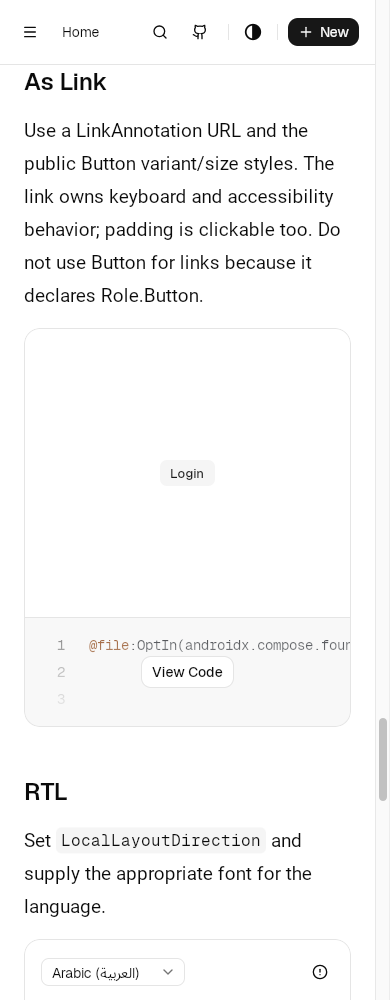 Home
New
As Link
Use a LinkAnnotation URL and the
public Button variant/size styles. The
link owns keyboard and accessibility
behavior; padding is clickable too. Do
not use Button for links because it
declares Role.Button.
Login
1 @file:OptIn(androidx.compose.four
2
View Code
3
RTL
Set LocalLayoutDirection and
supply the appropriate font for the
language.
Arabic (العربية)